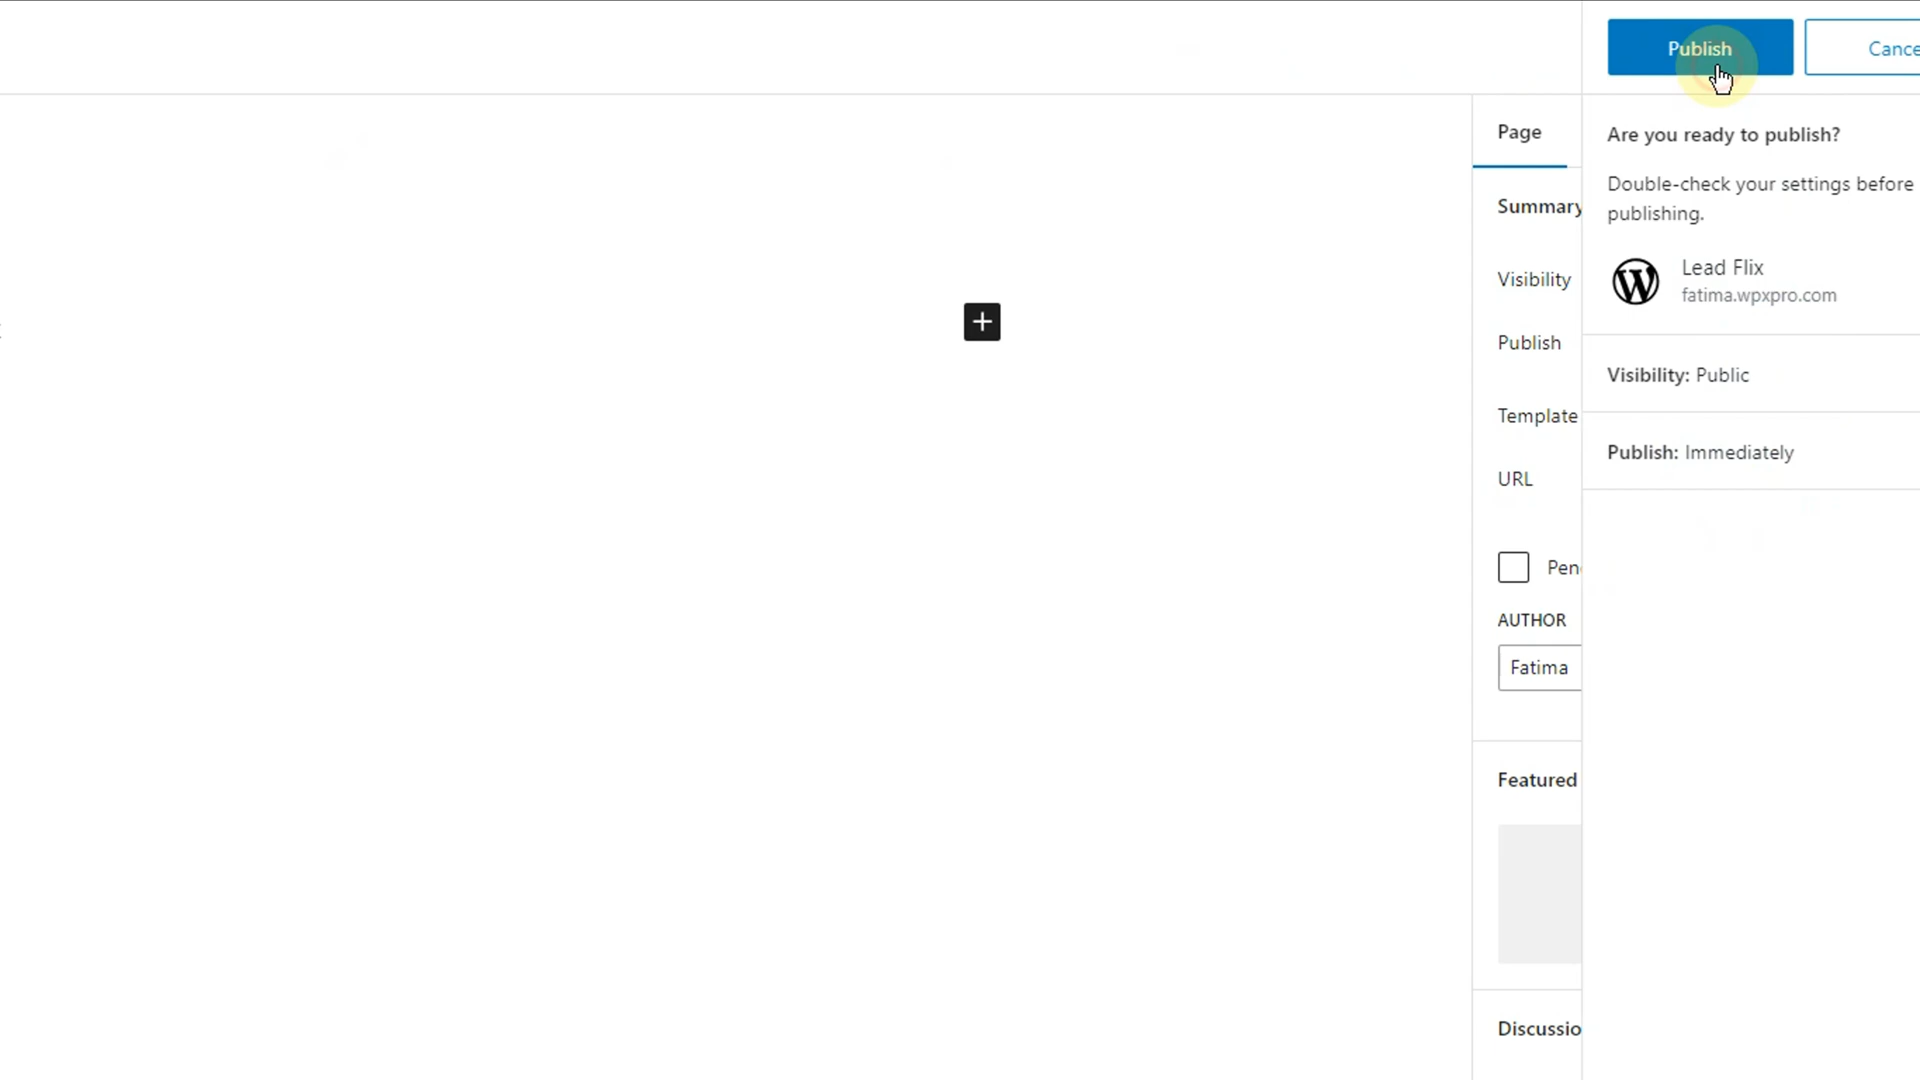 Publish
Cance
Page
Summary
Visibility
Publish
Template
URL
Pen
AUTHOR
Fatima
Featured
Discussio
Are you ready to publish?
Double-check your settings before
publishing.
Lead Flix
fatima.wpxpro.com
Visibility: Public
Publish: Immediately